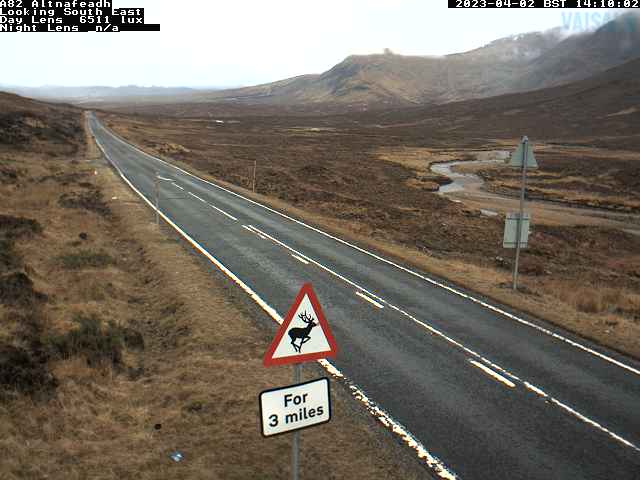 A82 Altnafeadh
Looking South East
Day Lens 6511 lux
Night Lens n/a
2023-04-02 BST 14:10:02
VAISALA
For
3 miles